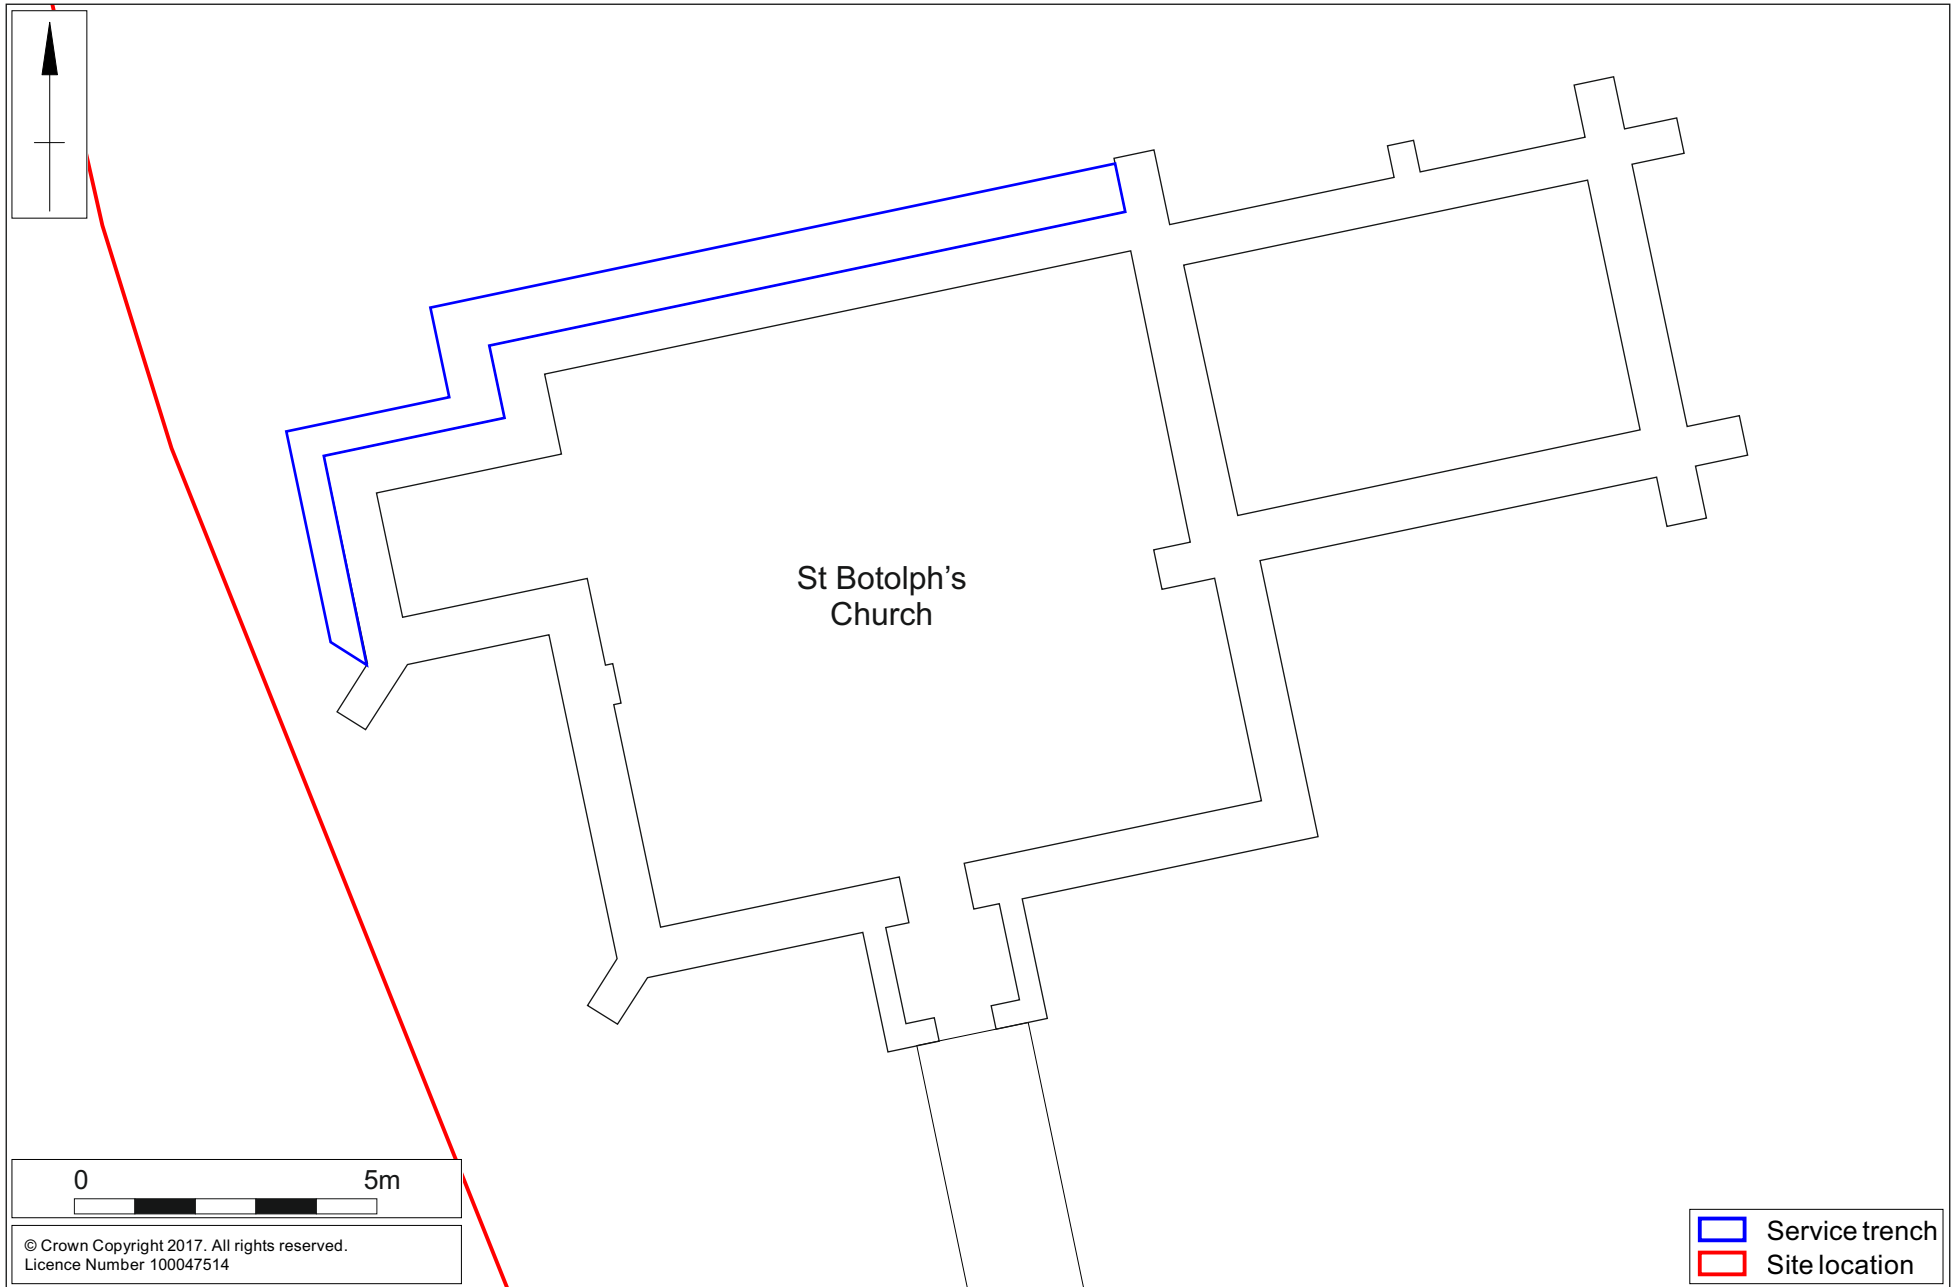 St Botolph's
Church
0 5m
© Crown Copyright 2017. All rights reserved.
Licence Number 100047514
Service trench
Site location